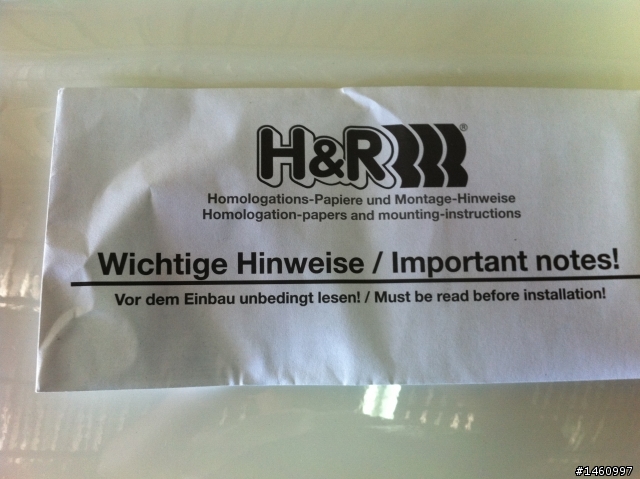 H&R®
Homologations-Papiere und Montage-Hinweise
Homologation-papers and mounting-instructions
Wichtige Hinweise / Important notes!
Vor dem Einbau unbedingt lesen! / Must be read before installation!
#1460997